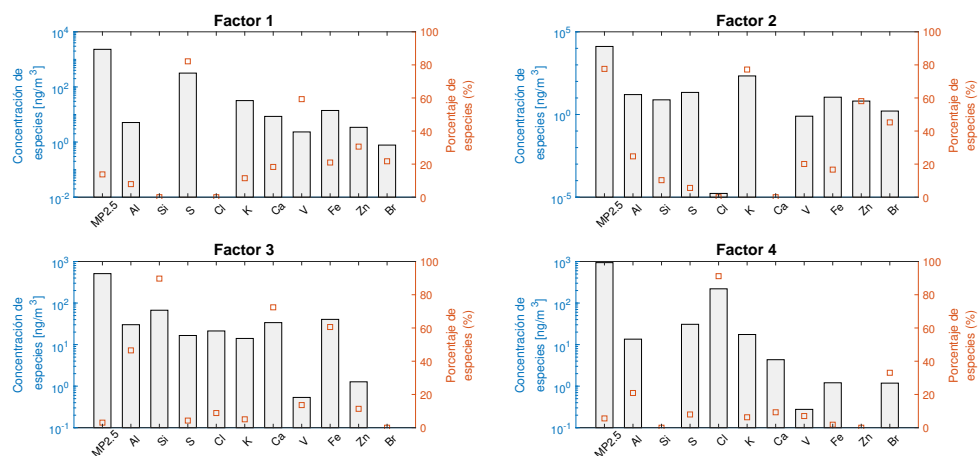 Factor 1
Concentración de
especies [ng/m 3]
10^4
10^2
10^0
10^-2
100
80
60
40
20
0
Porcentaje de
especies (%)
MP2.5 Al Si S Cl K Ca V Fe Zn Br
Factor 2
Concentración de
especies [ng/m 3]
10^5
10^0
10^-5
100
80
60
40
20
0
Porcentaje de
especies (%)
MP2.5 Al Si S Cl K Ca V Fe Zn Br
Factor 3
Concentración de
especies [ng/m 3]
10^3
10^2
10^1
10^0
10^-1
100
80
60
40
20
0
Porcentaje de
especies (%)
MP2.5 Al Si S Cl K Ca V Fe Zn Br
Factor 4
Concentración de
especies [ng/m 3]
10^3
10^2
10^1
10^0
10^-1
100
80
60
40
20
0
Porcentaje de
especies (%)
MP2.5 Al Si S Cl K Ca V Fe Zn Br